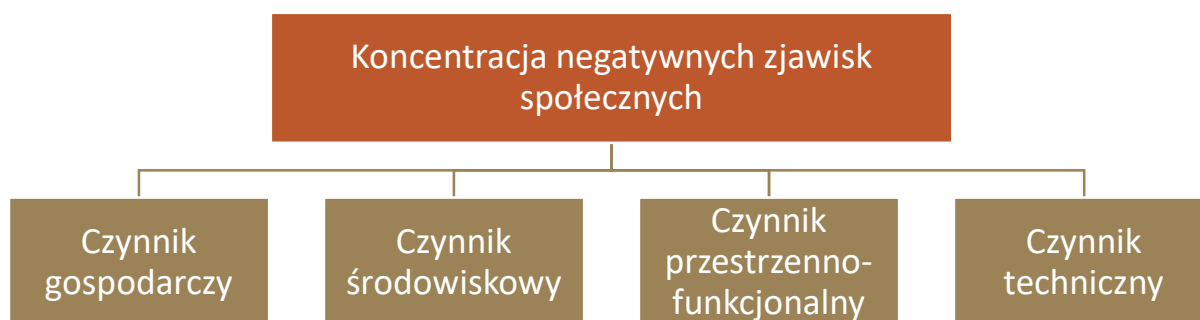 Koncentracja negatywnych zjawisk
społecznych
Czynnik
gospodarczy
Czynnik
środowiskowy
Czynnik
przestrzenno-
funkcjonalny
Czynnik
techniczny